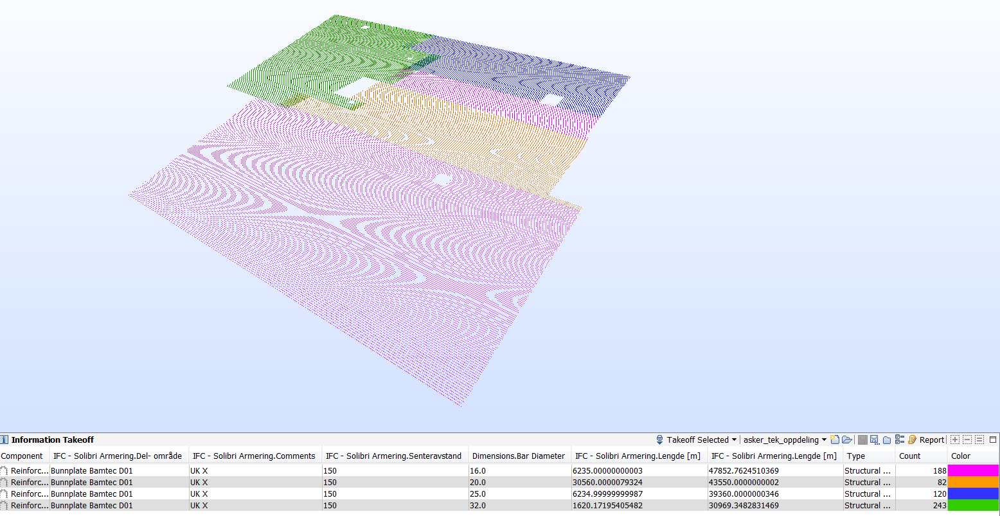 Information Takeoff Takeoff Selected asker_tek_oppdeling Report
Component IFC - Solibri Armering.Del- område IFC - Solibri Armering.Comments IFC - Solibri Armering.Senteravstand Dimensions.Bar Diameter IFC - Solibri Armering.Lengde [m] IFC - Solibri Armering.Lengde [m] Type Count Color
Reinforc... Bunnplate Bamtec D01 UK X 150 16.0 6235.00000000003 47852.7624510369 Structural ... 188
Reinforc... Bunnplate Bamtec D01 UK X 150 20.0 30560.0000079324 43550.0000000002 Structural ... 82
Reinforc... Bunnplate Bamtec D01 UK X 150 25.0 6234.99999999987 39360.0000000346 Structural ... 120
Reinforc... Bunnplate Bamtec D01 UK X 150 32.0 1620.17195405482 30969.3482831469 Structural ... 243